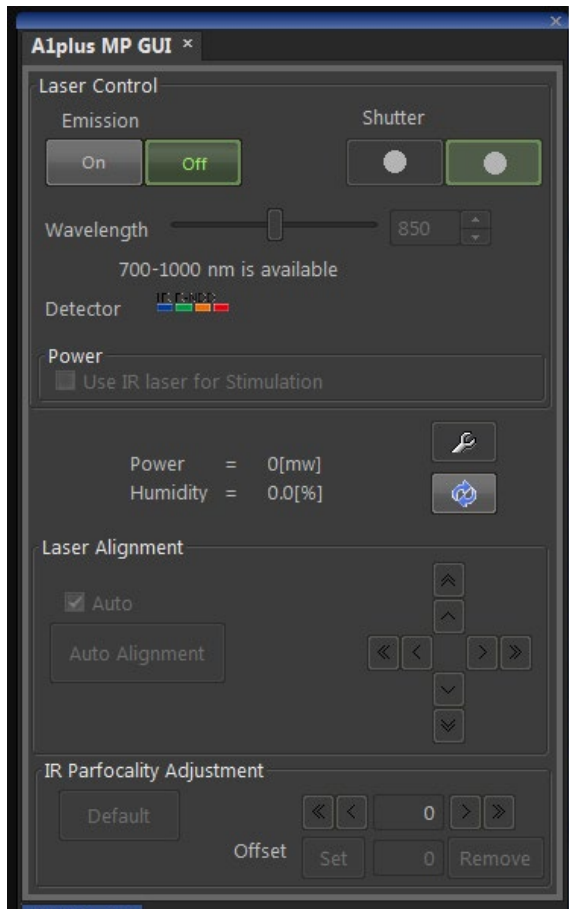 A1plus MP GUI
Laser Control
Emission Shutter
On Off
Wavelength 850
700-1000 nm is available
Detector
Power
Use IR laser for Stimulation
Power = 0[mw]
Humidity = 0.0[%]
Laser Alignment
Auto
Auto Alignment
IR Parfocality Adjustment
Default 0
Offset Set 0 Remove